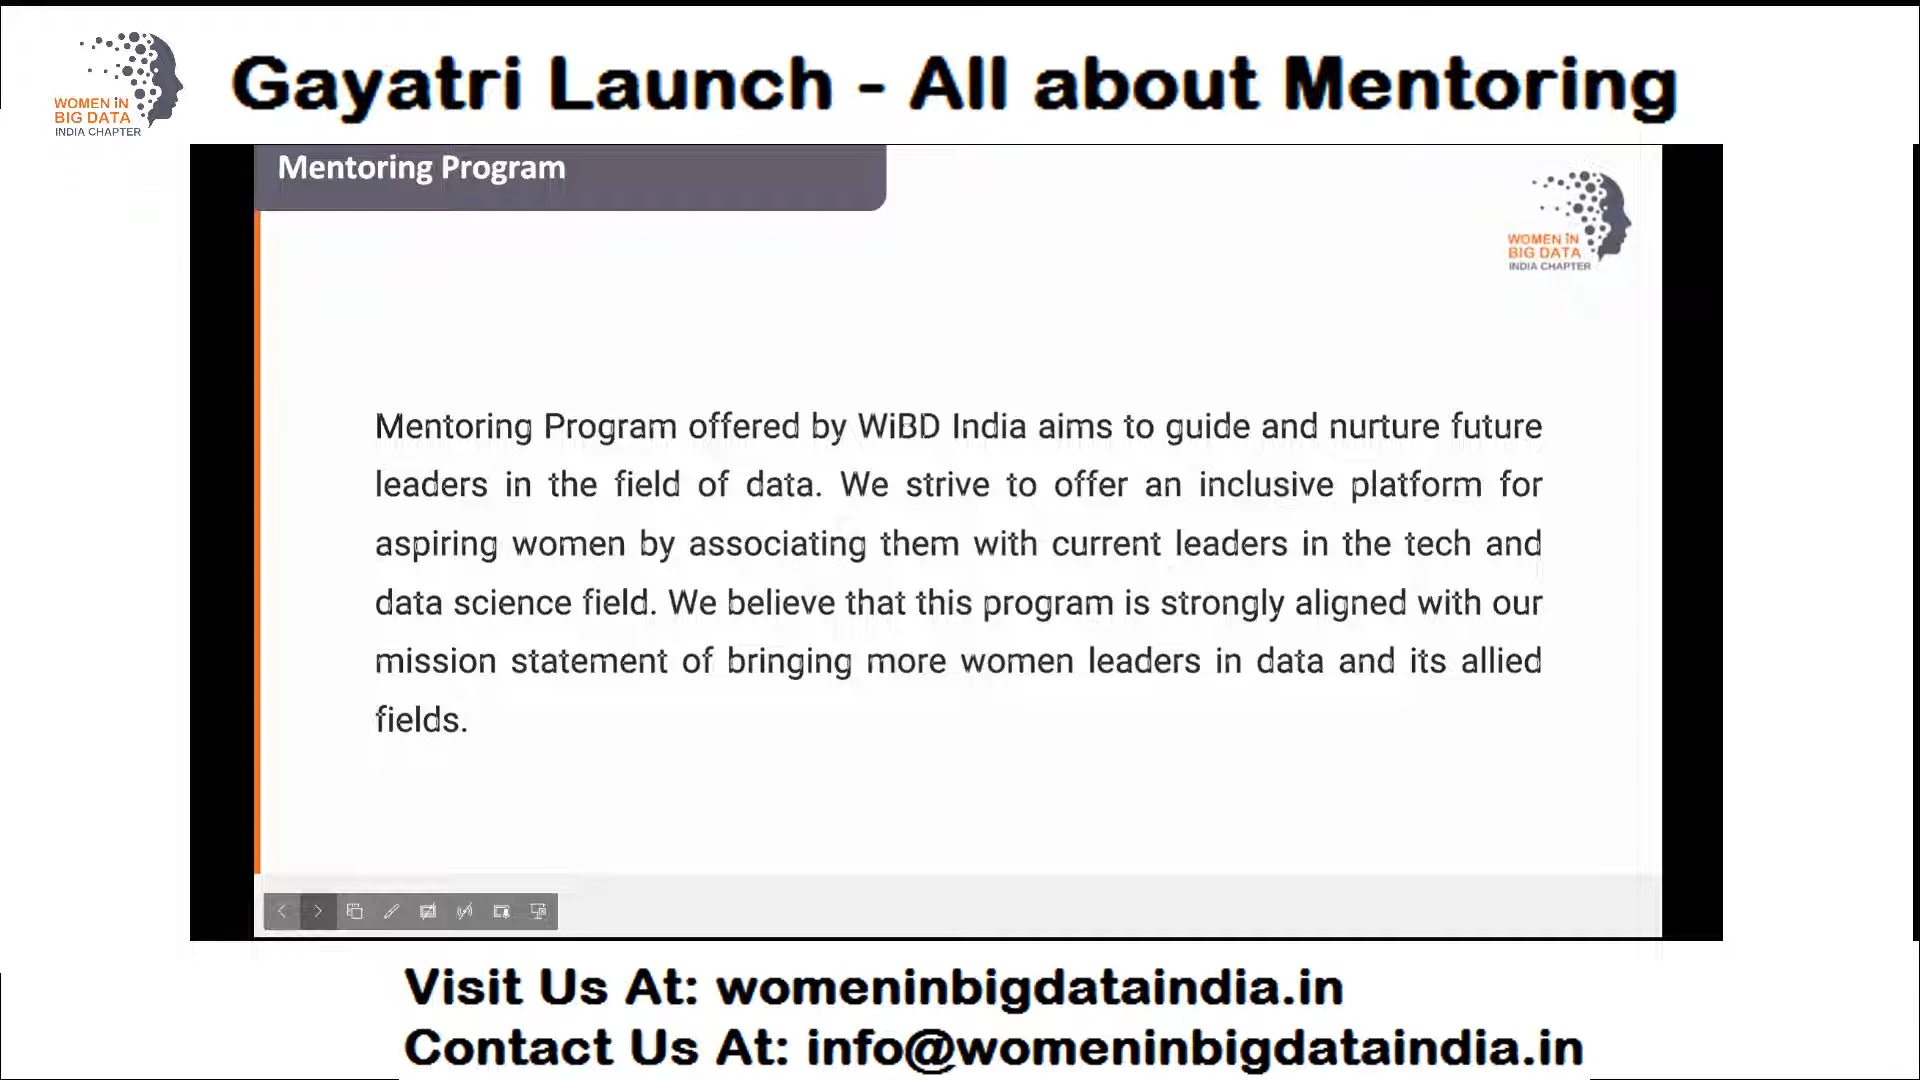 WOMEN iN
BIG DATA
INDIA CHAPTER
Gayatri Launch - All about Mentoring
Mentoring Program
WOMEN iN
BIG DATA
INDIA CHAPTER
Mentoring Program offered by WiBD India aims to guide and nurture future
leaders in the field of data. We strive to offer an inclusive platform for
aspiring women by associating them with current leaders in the tech and
data science field. We believe that this program is strongly aligned with our
mission statement of bringing more women leaders in data and its allied
fields.
Visit Us At: womeninbigdataindia.in
Contact Us At: info@womeninbigdataindia.in